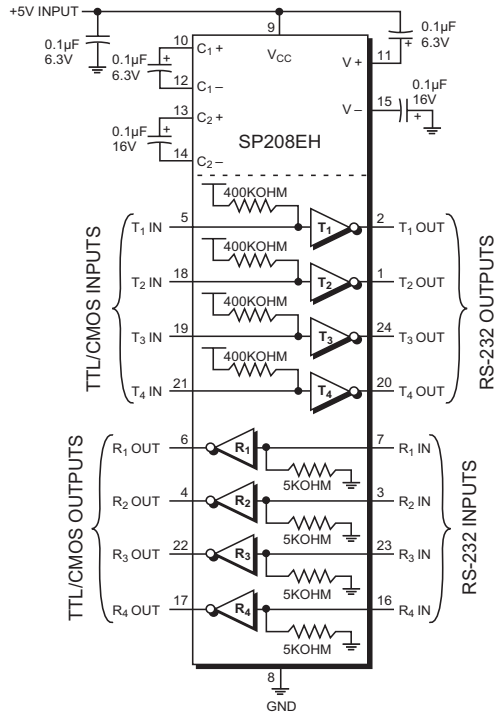 +5V INPUT
0.1µF
6.3V
0.1µF
6.3V
0.1µF
16V
10
C1 +
12
C1 –
13
C2 +
14
C2 –
9
VCC
V +
11
0.1µF
6.3V
V –
15
0.1µF
16V
SP208EH
TTL/CMOS INPUTS
T1 IN
5
400KOHM
T1
2
T1 OUT
T2 IN
18
400KOHM
T2
1
T2 OUT
T3 IN
19
400KOHM
T3
24
T3 OUT
T4 IN
21
400KOHM
T4
20
T4 OUT
RS-232 OUTPUTS
TTL/CMOS OUTPUTS
R1 OUT
6
R1
7
R1 IN
5KOHM
R2 OUT
4
R2
3
R2 IN
5KOHM
R3 OUT
22
R3
23
R3 IN
5KOHM
R4 OUT
17
R4
16
R4 IN
5KOHM
RS-232 INPUTS
8
GND